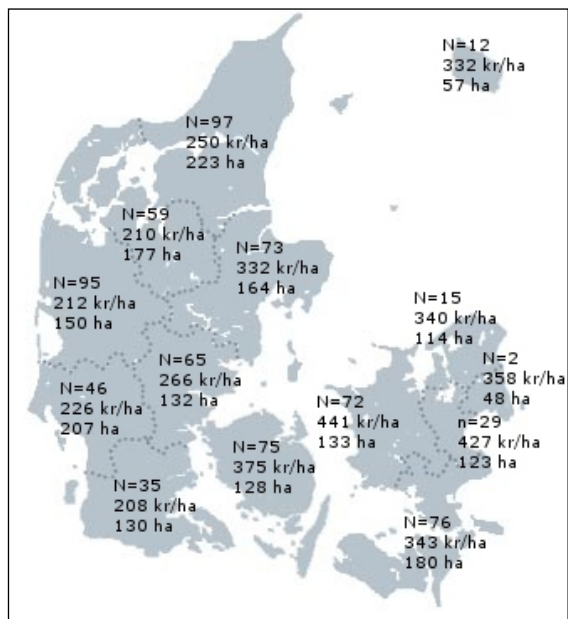 N=12
332 kr/ha
57 ha
N=97
250 kr/ha
223 ha
N=59
210 kr/ha
177 ha
N=73
332 kr/ha
164 ha
N=95
212 kr/ha
150 ha
N=15
340 kr/ha
114 ha
N=65
266 kr/ha
132 ha
N=2
358 kr/ha
48 ha
N=46
226 kr/ha
207 ha
N=72
441 kr/ha
133 ha
n=29
427 kr/ha
123 ha
N=75
375 kr/ha
128 ha
N=35
208 kr/ha
130 ha
N=76
343 kr/ha
180 ha